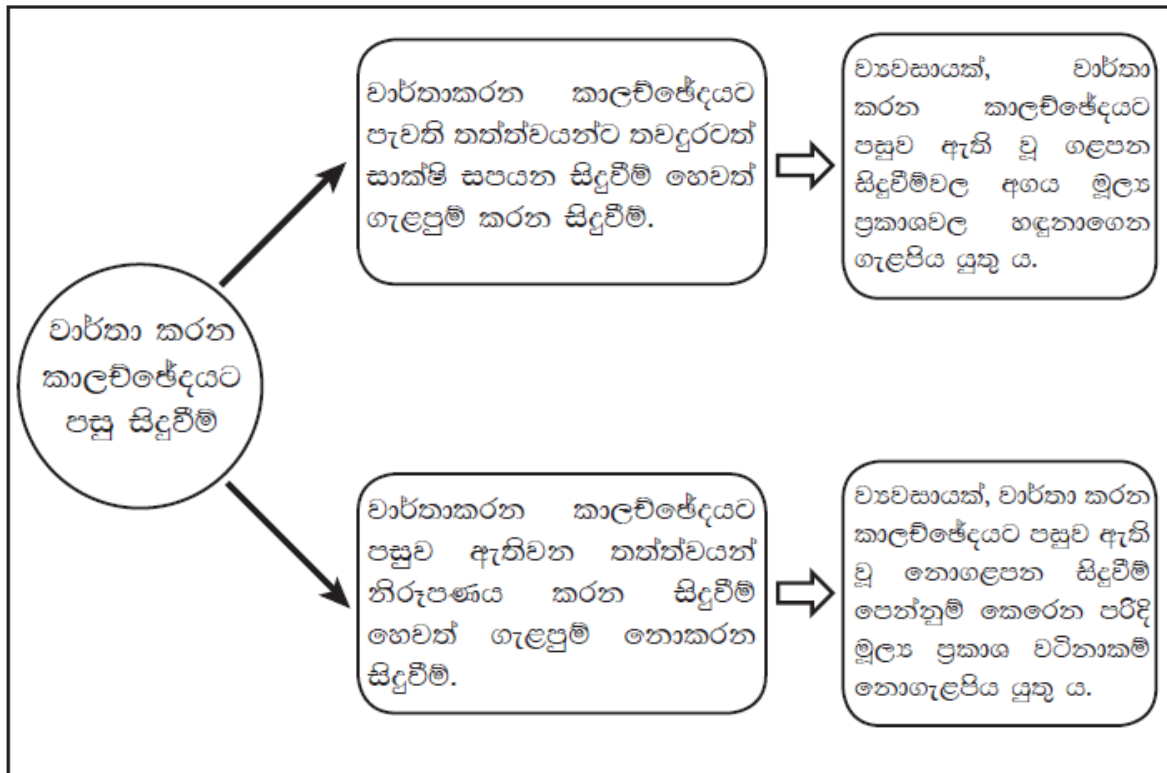 වාර්තා කරන
කාලච්ඡේදයට
පසු සිදුවීම්
වාර්තාකරන කාලච්ඡේදයට
පැවති තත්ත්වයන්ට තවදුරටත්
සාක්ෂි සපයන සිදුවීම් හෙවත්
ගැළපුම් කරන සිදුවීම්.
ව්‍යවසායක්, වාර්තා
කරන කාලච්ඡේදයට
පසුව ඇති වූ ගළපන
සිදුවීම්වල අගය මූල්‍ය
ප්‍රකාශවල හඳුනාගෙන
ගැළපිය යුතු ය.
වාර්තාකරන කාලච්ඡේදයට
පසුව ඇතිවන තත්ත්වයන්
නිරූපණය කරන සිදුවීම්
හෙවත් ගැළපුම් නොකරන
සිදුවීම්.
ව්‍යවසායක්, වාර්තා කරන
කාලච්ඡේදයට පසුව ඇති
වූ නොගළපන සිදුවීම්
පෙන්නුම් කෙරෙන පරිදි
මූල්‍ය ප්‍රකාශ වටිනාකම්
නොගැළපිය යුතු ය.